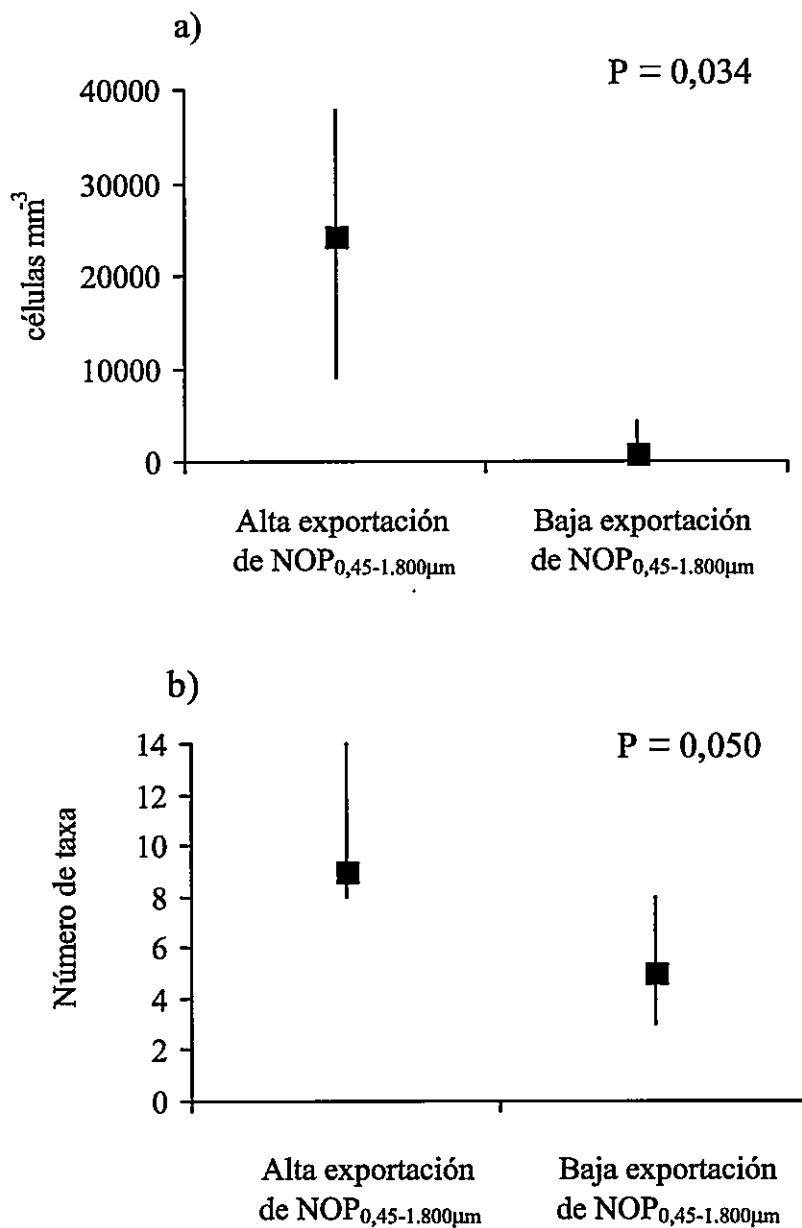 a)
P = 0,034
40000
30000
20000
10000
0
células mm⁻³
Alta exportación
de NOP0,45-1.800µm
Baja exportación
de NOP0,45-1.800µm
b)
P = 0,050
14
12
10
8
6
4
2
0
Número de taxa
Alta exportación
de NOP0,45-1.800µm
Baja exportación
de NOP0,45-1.800µm